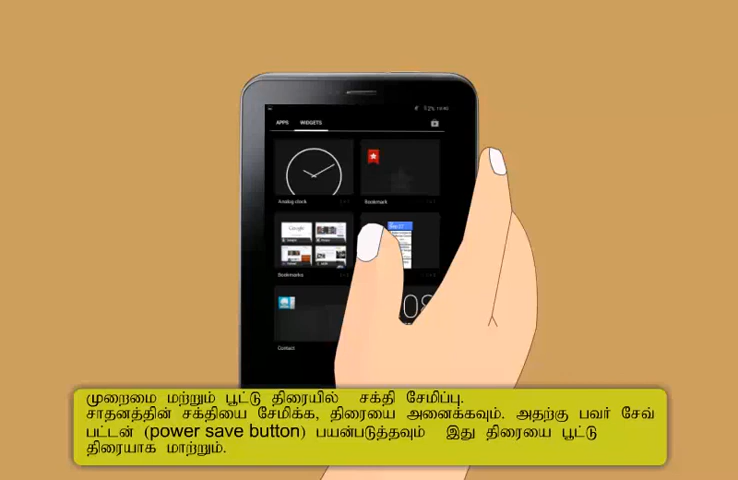 APPS WIDGETS
Analog clock
Bookmark
Bookmarks
Contact
முறைமை மற்றும் பூட்டு திரையில் சக்தி சேமிப்பு.
சாதனத்தின் சக்தியை சேமிக்க, திரையை அணைக்கவும். அதற்கு பவர் சேவ்
பட்டன் (power save button) பயன்படுத்தவும் இது திரையை பூட்டு
திரையாக மாற்றும்.